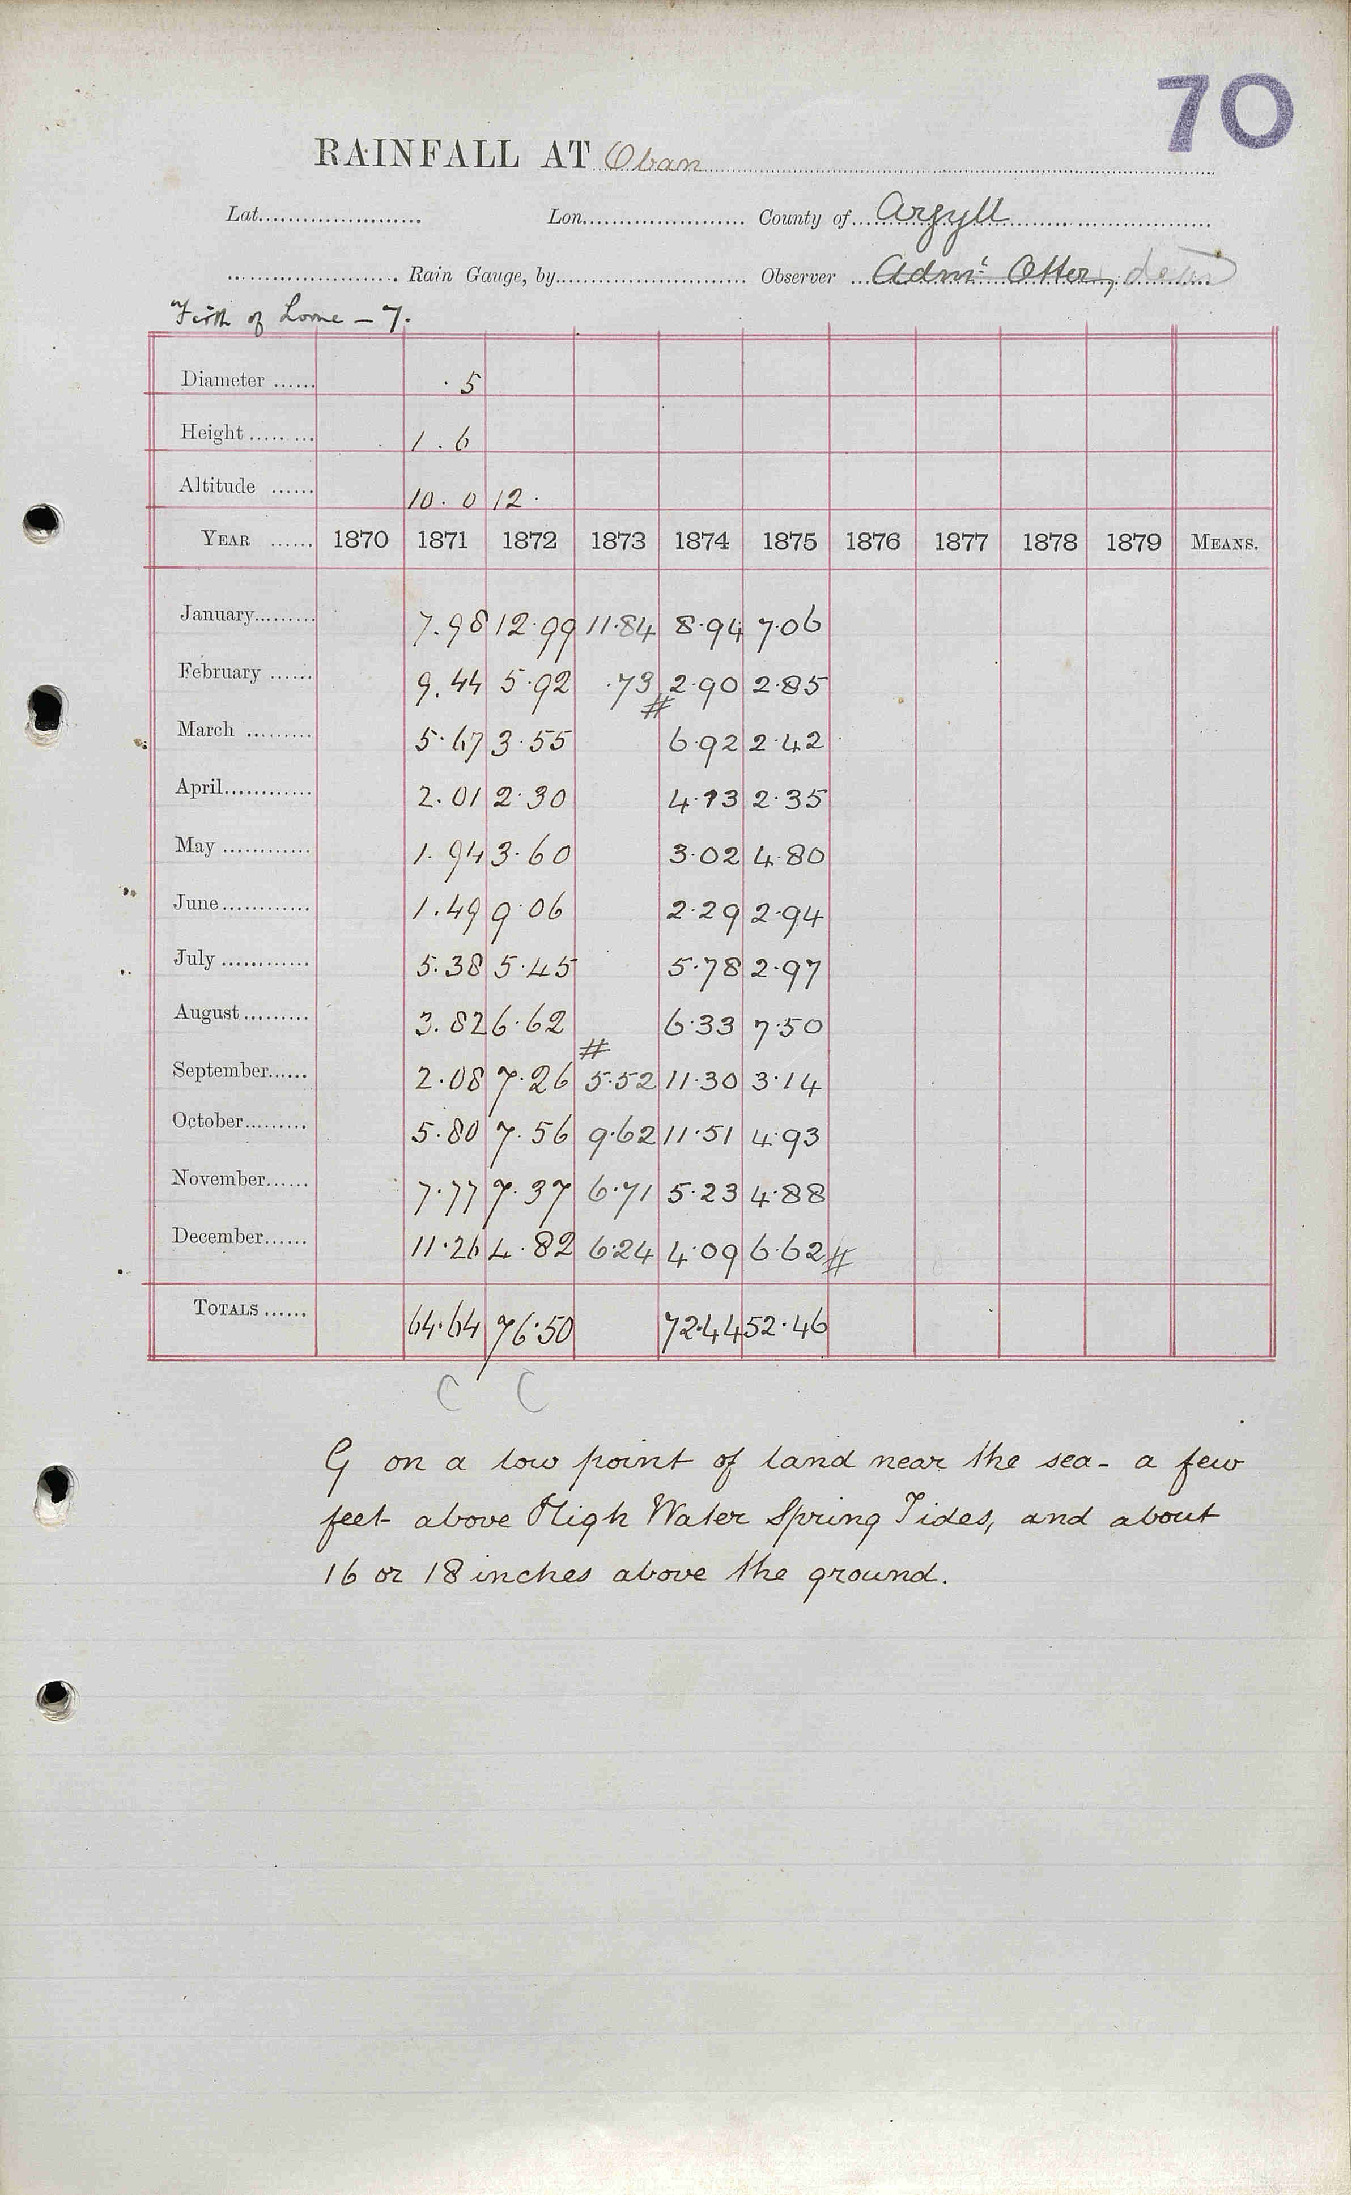 70
RAINFALL AT Oban
Lat. Lon. County of Argyll
Rain Gauge, by Observer Adml Otter, dead
Firth of Lorne - 7.
Diameter ...... · 5
Height ......... 1 . 6
Altitude ...... 10 . 0 12 ·
YEAR ...... 1870 1871 1872 1873 1874 1875 1876 1877 1878 1879 MEANS.
January......... 7.98 12·99 11·84 8·94 7·06
February ...... 9.44 5·92 ·73 # 2·90 2·85
March ......... 5·67 3·55 6·92 2·42
April............ 2.01 2·30 4·13 2·35
May ............ 1.94 3·60 3·02 4·80
June............ 1.49 9·06 2·29 2·94
July ............ 5.38 5·45 5·78 2·97
August ......... 3.82 6·62 6·33 7·50
September...... 2·08 7·26 # 5·52 11·30 3·14
October......... 5·80 7·56 9·62 11·51 4·93
November...... 7·77 7·37 6·71 5·23 4·88
December...... 11·26 4·82 6·24 4·09 6·62 #
TOTALS ...... 64·64 76·50 72·44 52·46
C C
G on a low point of land near the sea - a few
feet above High Water Spring Tides, and about
16 or 18 inches above the ground.